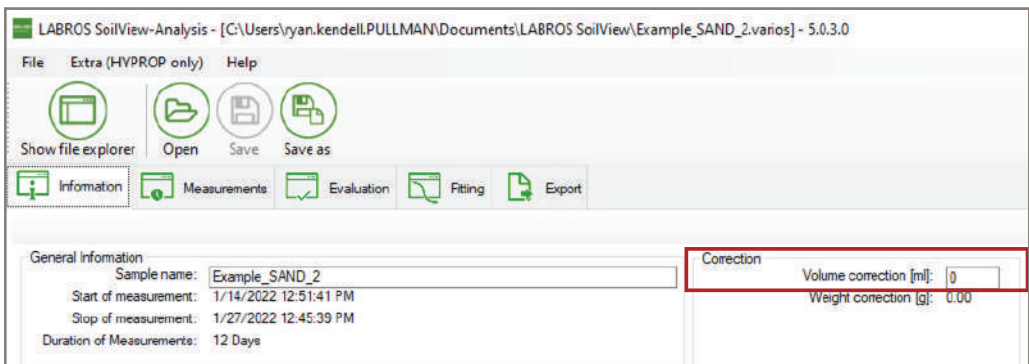 LABROS SoilView-Analysis - [C:\Users\ryan.kendell.PULLMAN\Documents\LABROS SoilView\Example_SAND_2.varios] - 5.0.3.0
File Extra (HYPROP only) Help
Show file explorer Open Save Save as
Information Measurements Evaluation Fitting Export
General Information Correction
Sample name: Example_SAND_2 Volume correction [ml]: 0
Start of measurement: 1/14/2022 12:51:41 PM Weight correction [g]: 0.00
Stop of measurement: 1/27/2022 12:45:39 PM
Duration of Measurements: 12 Days